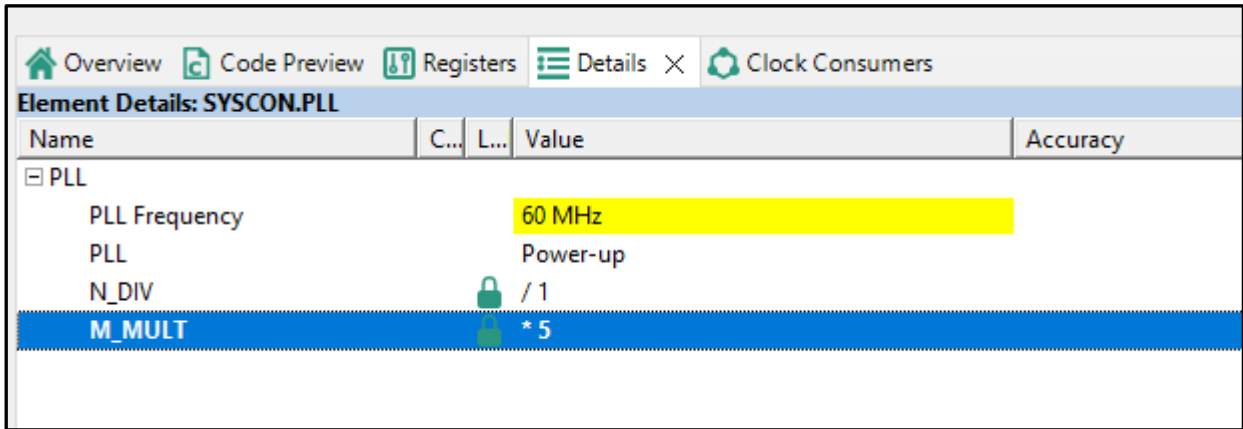 Overview Code Preview Registers Details Clock Consumers
Element Details: SYSCON.PLL
Name C... L... Value Accuracy
PLL
PLL Frequency 60 MHz
PLL Power-up
N_DIV / 1
M_MULT * 5